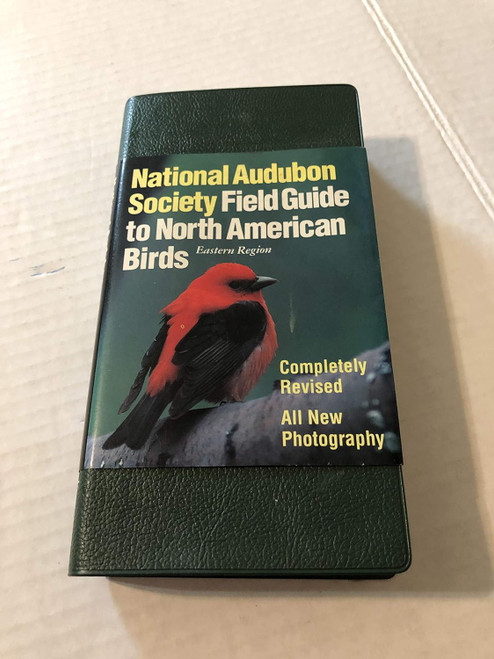 National Audubon
Society Field Guide
to North American
Birds Eastern Region
Completely
Revised
All New
Photography